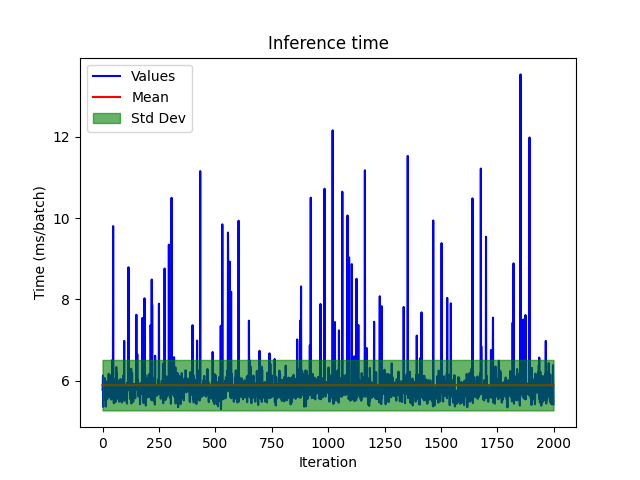 Inference time
Values
Mean
Std Dev
12
10
8
6
Time (ms/batch)
0 250 500 750 1000 1250 1500 1750 2000
Iteration